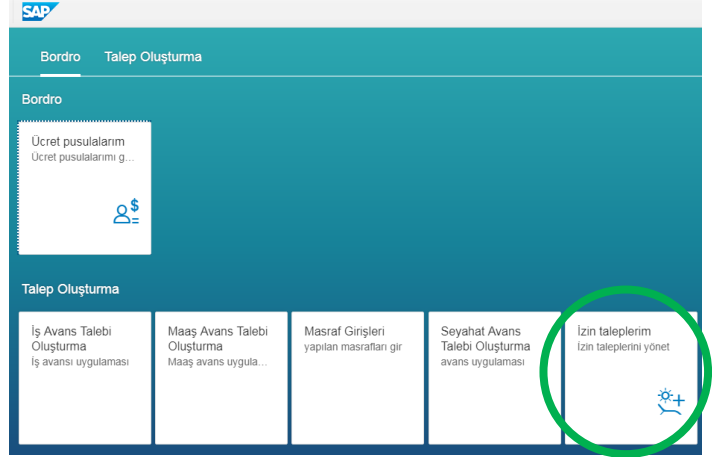 SAP
Bordro Talep Oluşturma
Bordro
Ücret pusulalarım
Ücret pusulalarımı g...
$
Talep Oluşturma
İş Avans Talebi
Oluşturma
İş avansı uygulaması
Maaş Avans Talebi
Oluşturma
Maaş avans uygula...
Masraf Girişleri
yapılan masrafları gir
Seyahat Avans
Talebi Oluşturma
avans uygulaması
İzin taleplerim
İzin taleplerini yönet